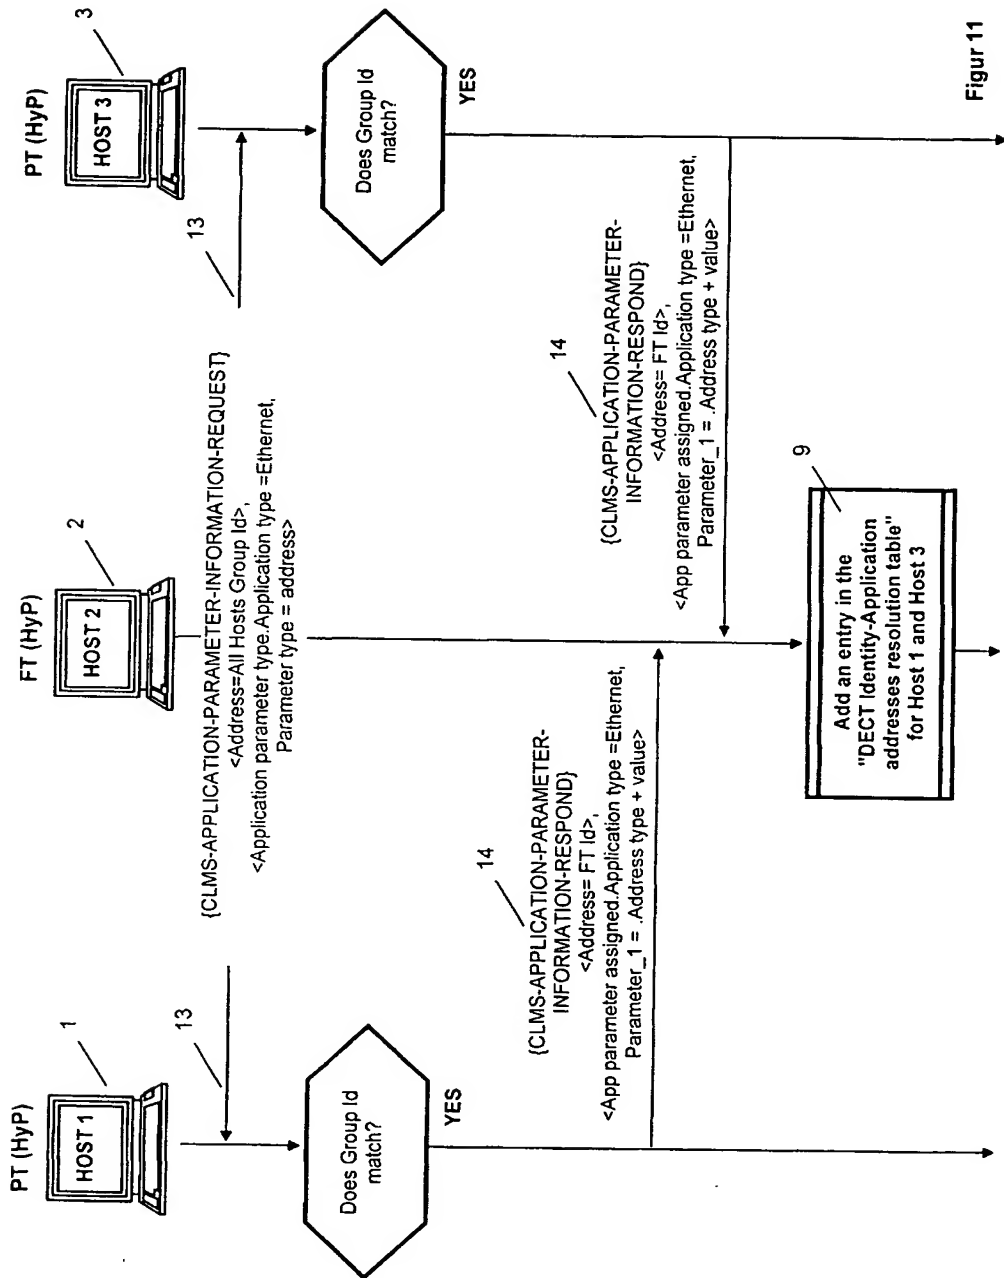 PT (HyP)
HOST 1
1
13
Does Group Id
match?
YES
FT (HyP)
HOST 2
2
{CLMS-APPLICATION-PARAMETER-INFORMATION-REQUEST}
<Address=All Hosts Group Id>,
<Application parameter type.Application type =Ethernet,
Parameter type = address>
PT (HyP)
HOST 3
3
13
Does Group Id
match?
YES
14
{CLMS-APPLICATION-PARAMETER-
INFORMATION-RESPOND}
<Address= FT Id>,
<App parameter assigned.Application type =Ethernet,
Parameter_1 = .Address type + value>
14
{CLMS-APPLICATION-PARAMETER-
INFORMATION-RESPOND}
<Address= FT Id>,
<App parameter assigned.Application type =Ethernet,
Parameter_1 = .Address type + value>
9
Add an entry in the
"DECT Identity-Application
addresses resolution table"
for Host 1 and Host 3
Figur 11